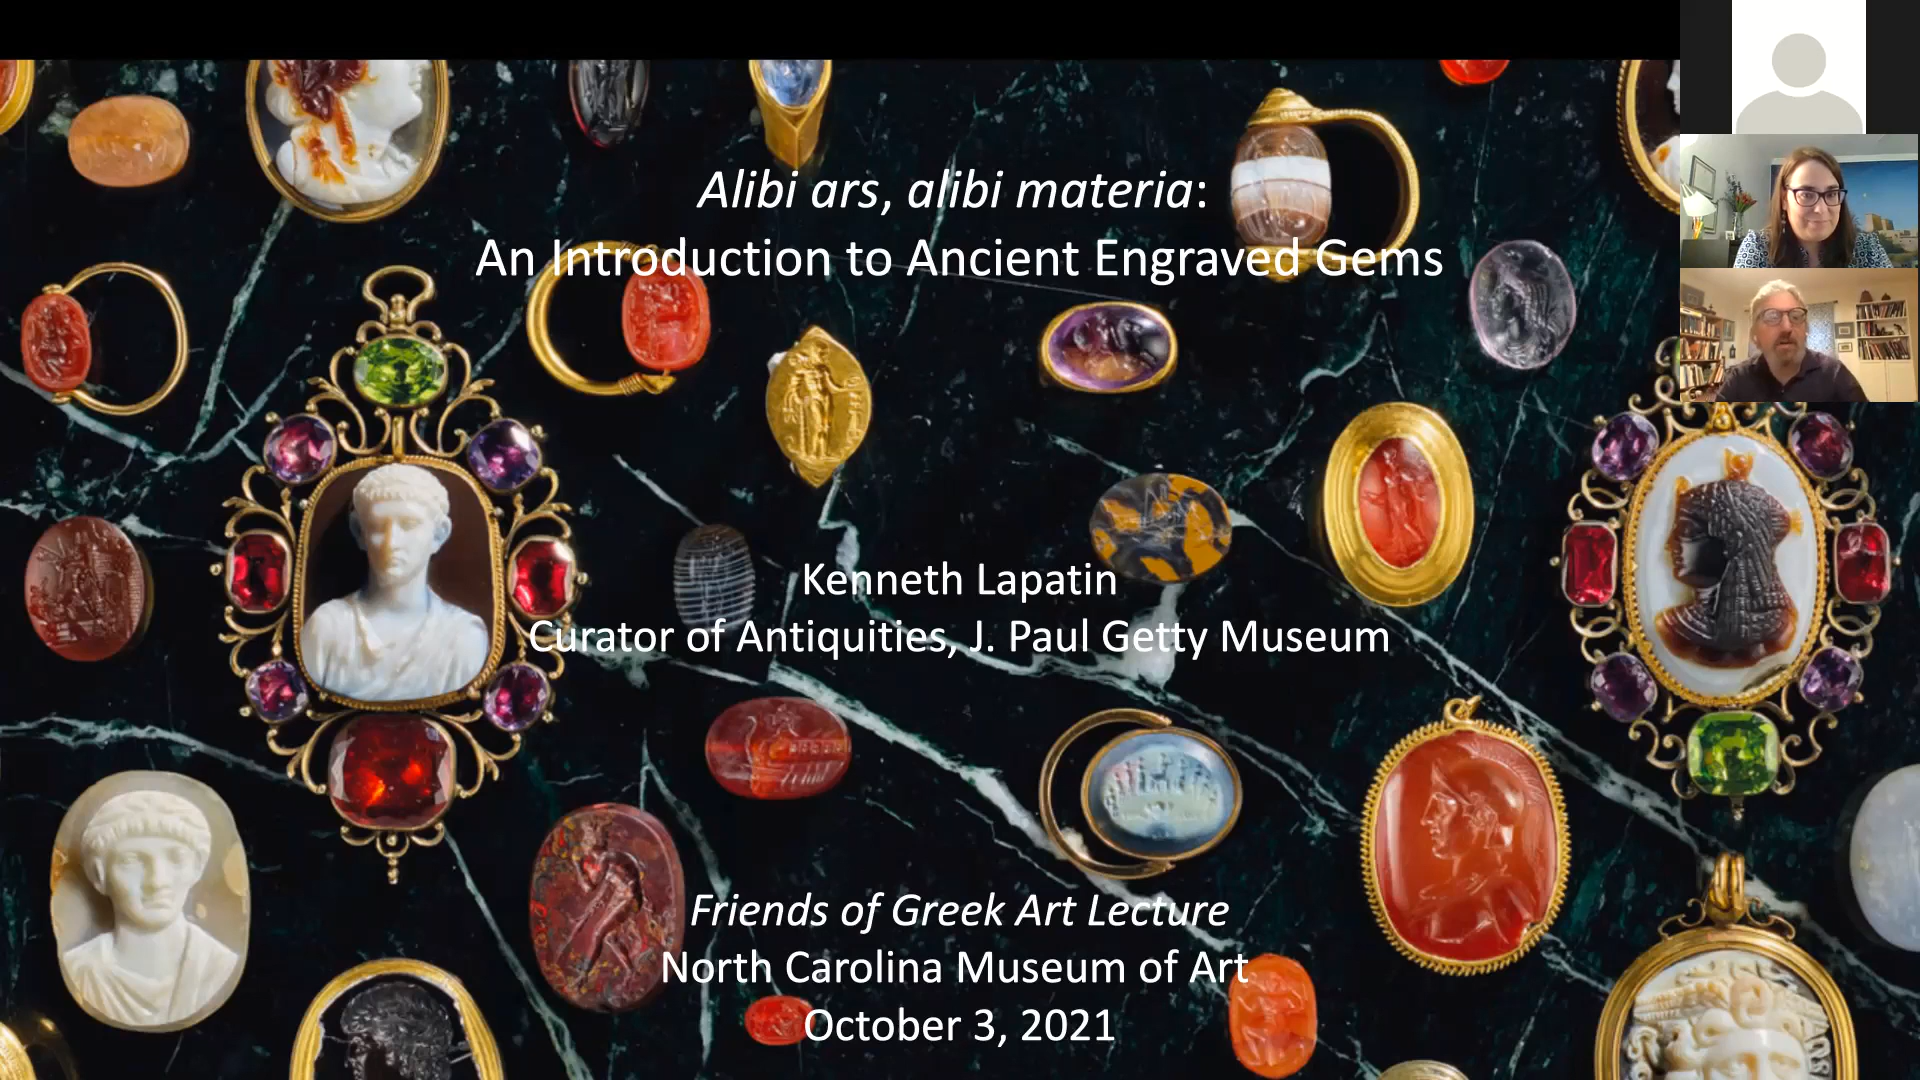 Alibi ars, alibi materia:
An Introduction to Ancient Engraved Gems
Kenneth Lapatin
Curator of Antiquities, J. Paul Getty Museum
Friends of Greek Art Lecture
North Carolina Museum of Art
October 3, 2021